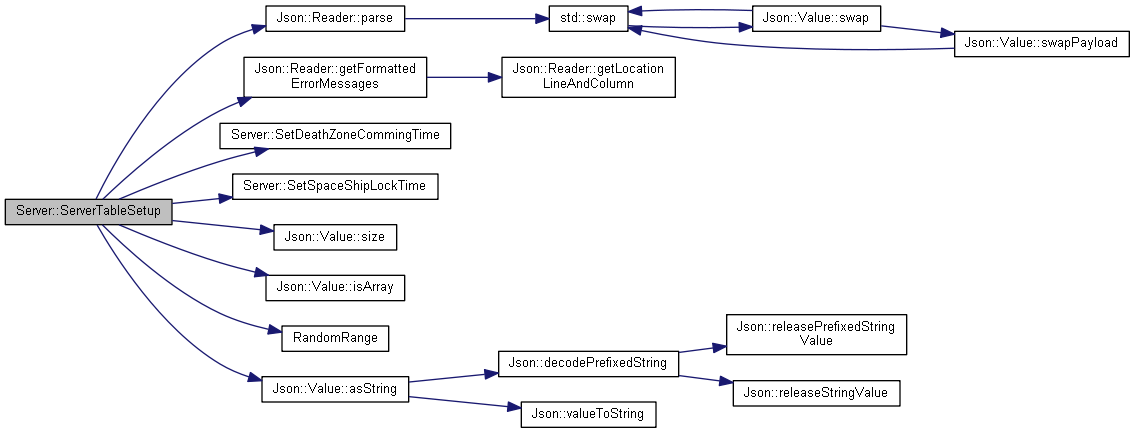 Json::Reader::parse
std::swap
Json::Value::swap
Json::Value::swapPayload
Json::Reader::getFormatted
ErrorMessages
Json::Reader::getLocation
LineAndColumn
Server::SetDeathZoneCommingTime
Server::SetSpaceShipLockTime
Server::ServerTableSetup
Json::Value::size
Json::Value::isArray
RandomRange
Json::Value::asString
Json::decodePrefixedString
Json::releasePrefixedString
Value
Json::releaseStringValue
Json::valueToString